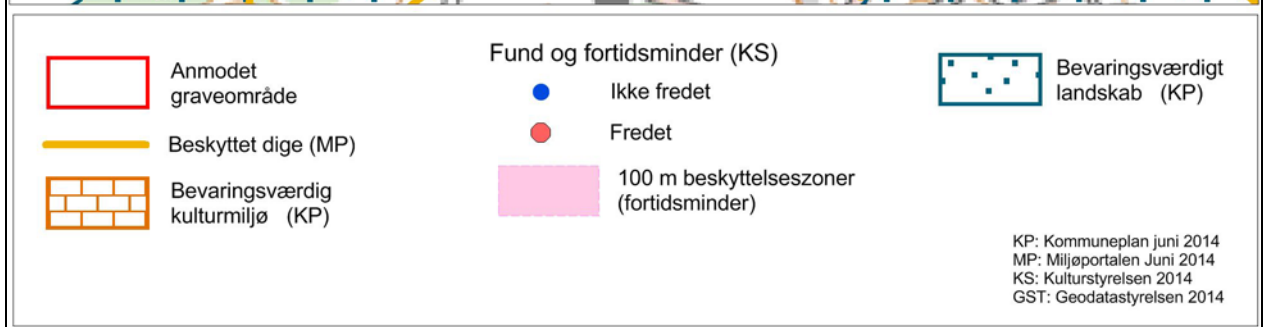 Anmodet
graveområde
Beskyttet dige (MP)
Bevaringsværdig
kulturmiljø (KP)
Fund og fortidsminder (KS)
Ikke fredet
Fredet
100 m beskyttelseszoner
(fortidsminder)
Bevaringsværdigt
landskab (KP)
KP: Kommuneplan juni 2014
MP: Miljøportalen Juni 2014
KS: Kulturstyrelsen 2014
GST: Geodatastyrelsen 2014